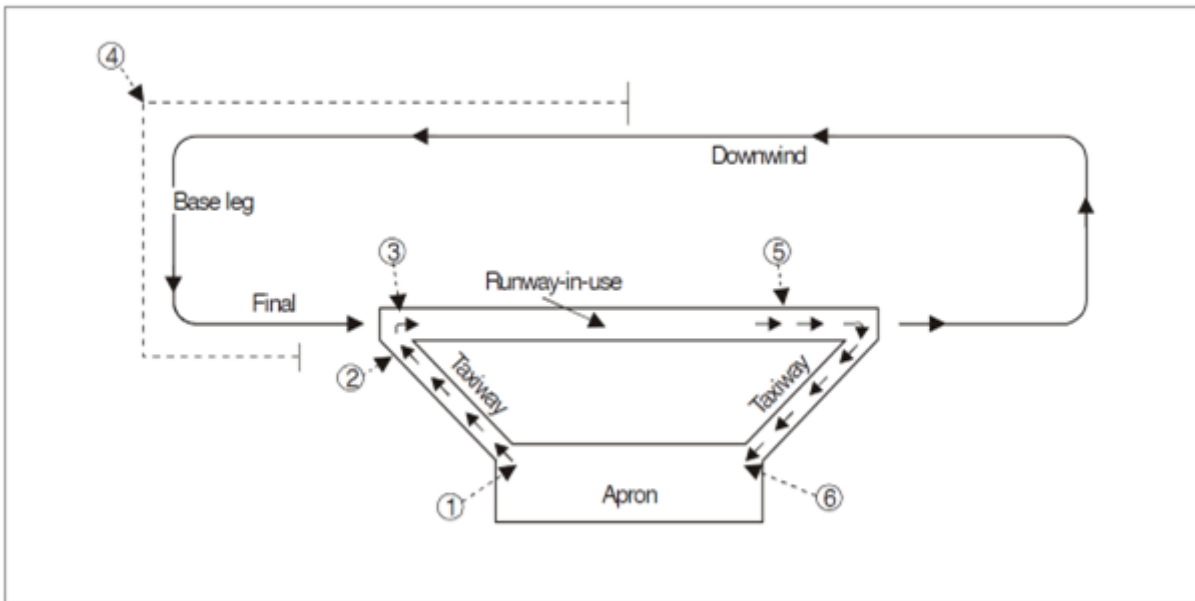 ④
Downwind
Base leg
③
⑤
Runway-in-use
Final
②
Taxiway
Taxiway
①
Apron
⑥